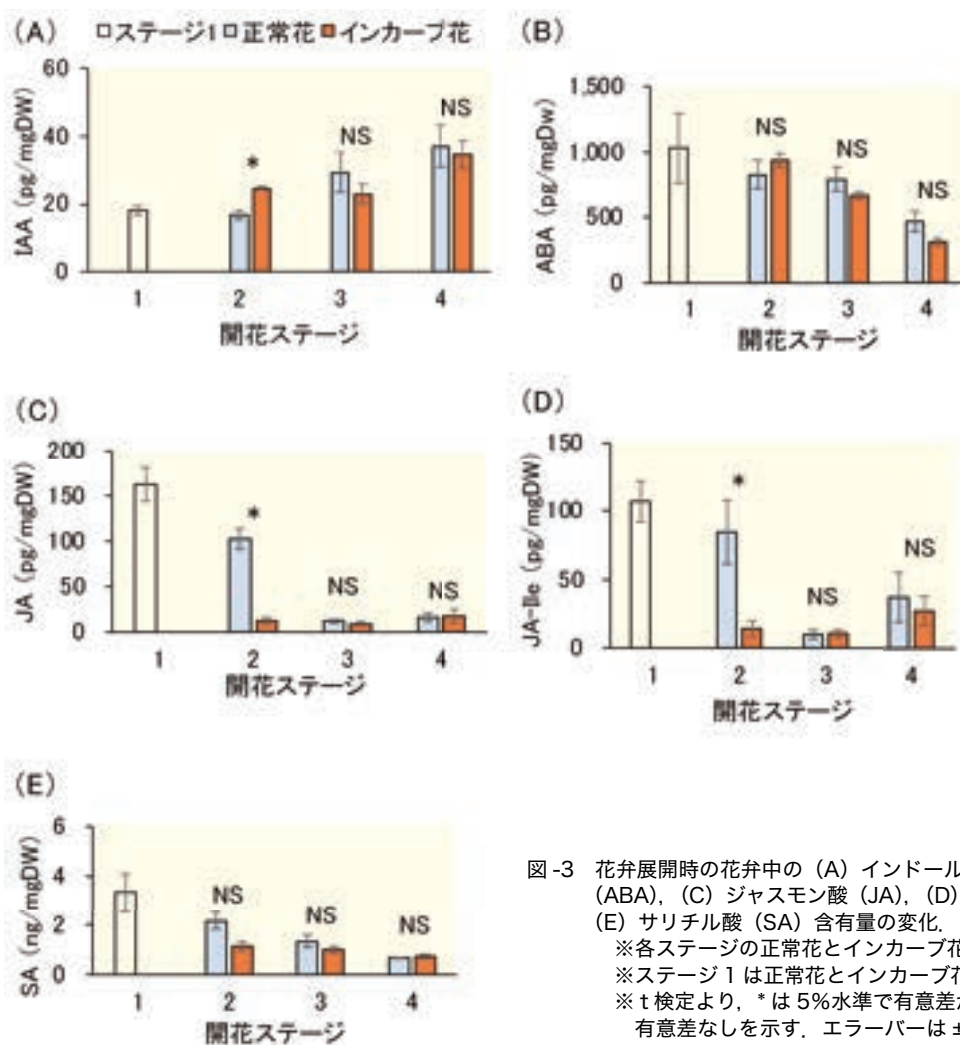 (A) □ステージ1 □正常花 ■インカーブ花
60
40
20
0
IAA (pg/mgDW)
*
NS
NS
1 2 3 4
開花ステージ
(B)
1,500
1,000
500
0
ABA (pg/mgDw)
NS
NS
NS
1 2 3 4
開花ステージ
(C)
200
150
100
50
0
JA (pg/mgDW)
*
NS
NS
1 2 3 4
開花ステージ
(D)
150
100
50
0
JA-Ile (pg/mgDW)
*
NS
NS
1 2 3 4
開花ステージ
(E)
6
4
2
0
SA (ng/mgDW)
NS
NS
NS
1 2 3 4
開花ステージ
図-3 花弁展開時の花弁中の(A)インドール
(ABA),(C)ジャスモン酸(JA),(D)
(E)サリチル酸(SA)含有量の変化.
※各ステージの正常花とインカーブ花
※ステージ1は正常花とインカーブ花
※t検定より,*は5%水準で有意差が
有意差なしを示す.エラーバーは±